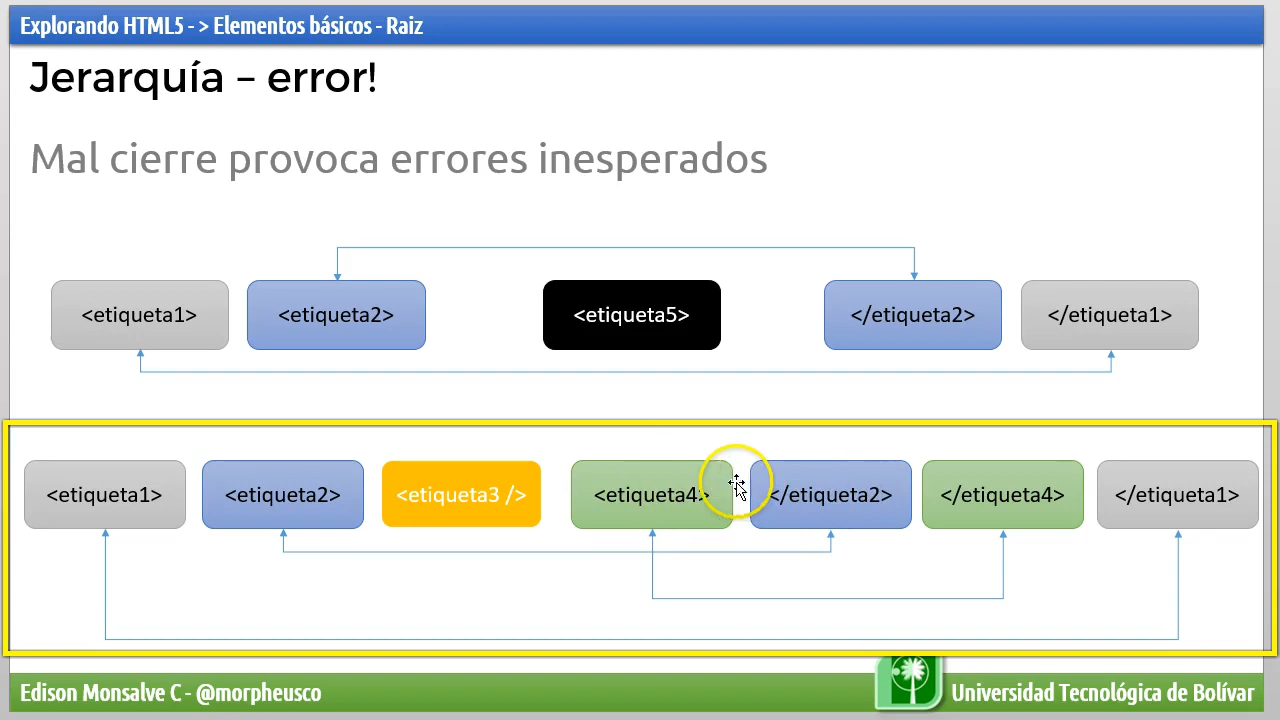 Explorando HTML5 - > Elementos básicos - Raiz
Jerarquía – error!
Mal cierre provoca errores inesperados
<etiqueta1> <etiqueta2> <etiqueta5> </etiqueta2> </etiqueta1>
<etiqueta1> <etiqueta2> <etiqueta3 /> <etiqueta4> </etiqueta2> </etiqueta4> </etiqueta1>
Edison Monsalve C - @morpheusco
Universidad Tecnológica de Bolívar